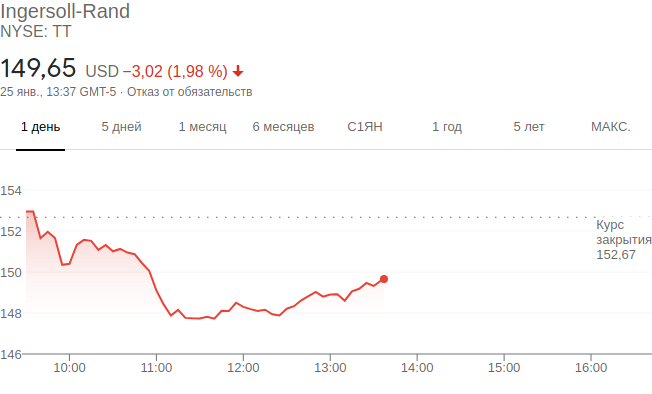 Ingersoll-Rand
NYSE: TT
149,65 USD −3,02 (1,98 %)
25 янв., 13:37 GMT-5 · Отказ от обязательств
1 день 5 дней 1 месяц 6 месяцев С1ЯН 1 год 5 лет МАКС.
154
Курс
152
закрытия
152,67
150
148
146
10:00 11:00 12:00 13:00 14:00 15:00 16:00